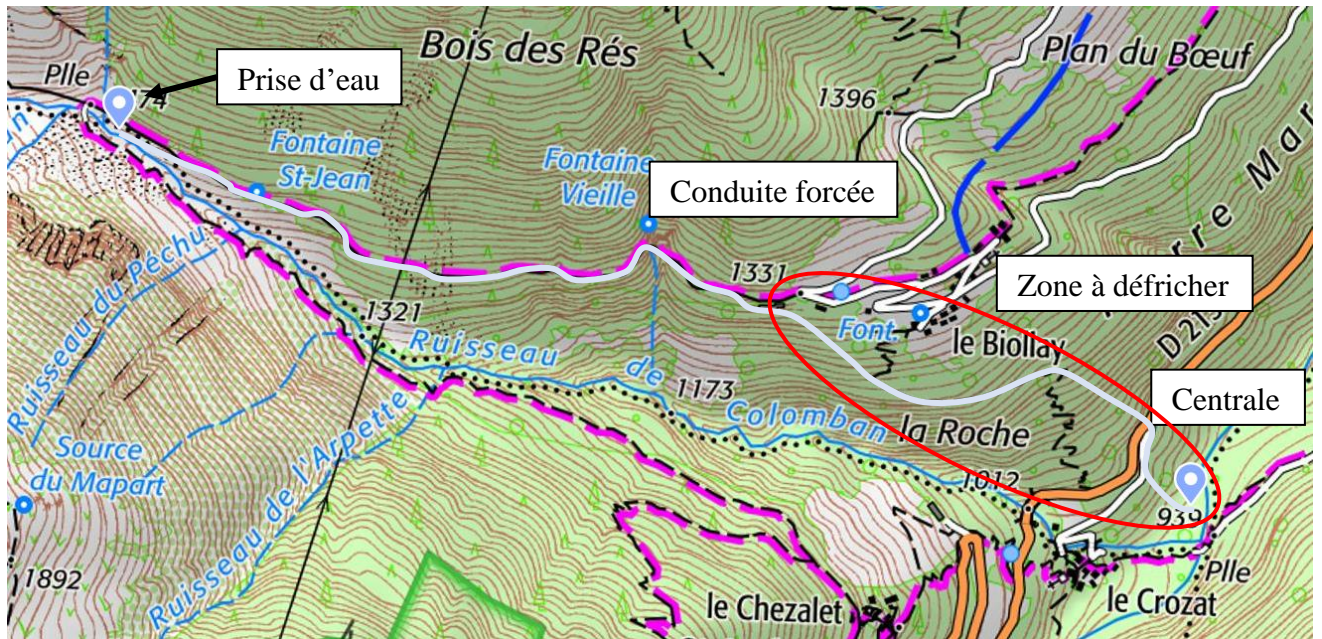 Bois des Rés
Plan du Bœuf
Plle
Prise d'eau
1396
Fontaine
St-Jean
Fontaine
Vieille
Conduite forcée
Ruisseau du Péchu
1331
Zone à défricher
Font.
le Biollay
1321
Ruisseau
de
Colomban
1173
la Roche
Centrale
Source
du Mapart
Ruisseau de l'Arpette
1012
939
1892
Plle
le Chezalet
le Crozat